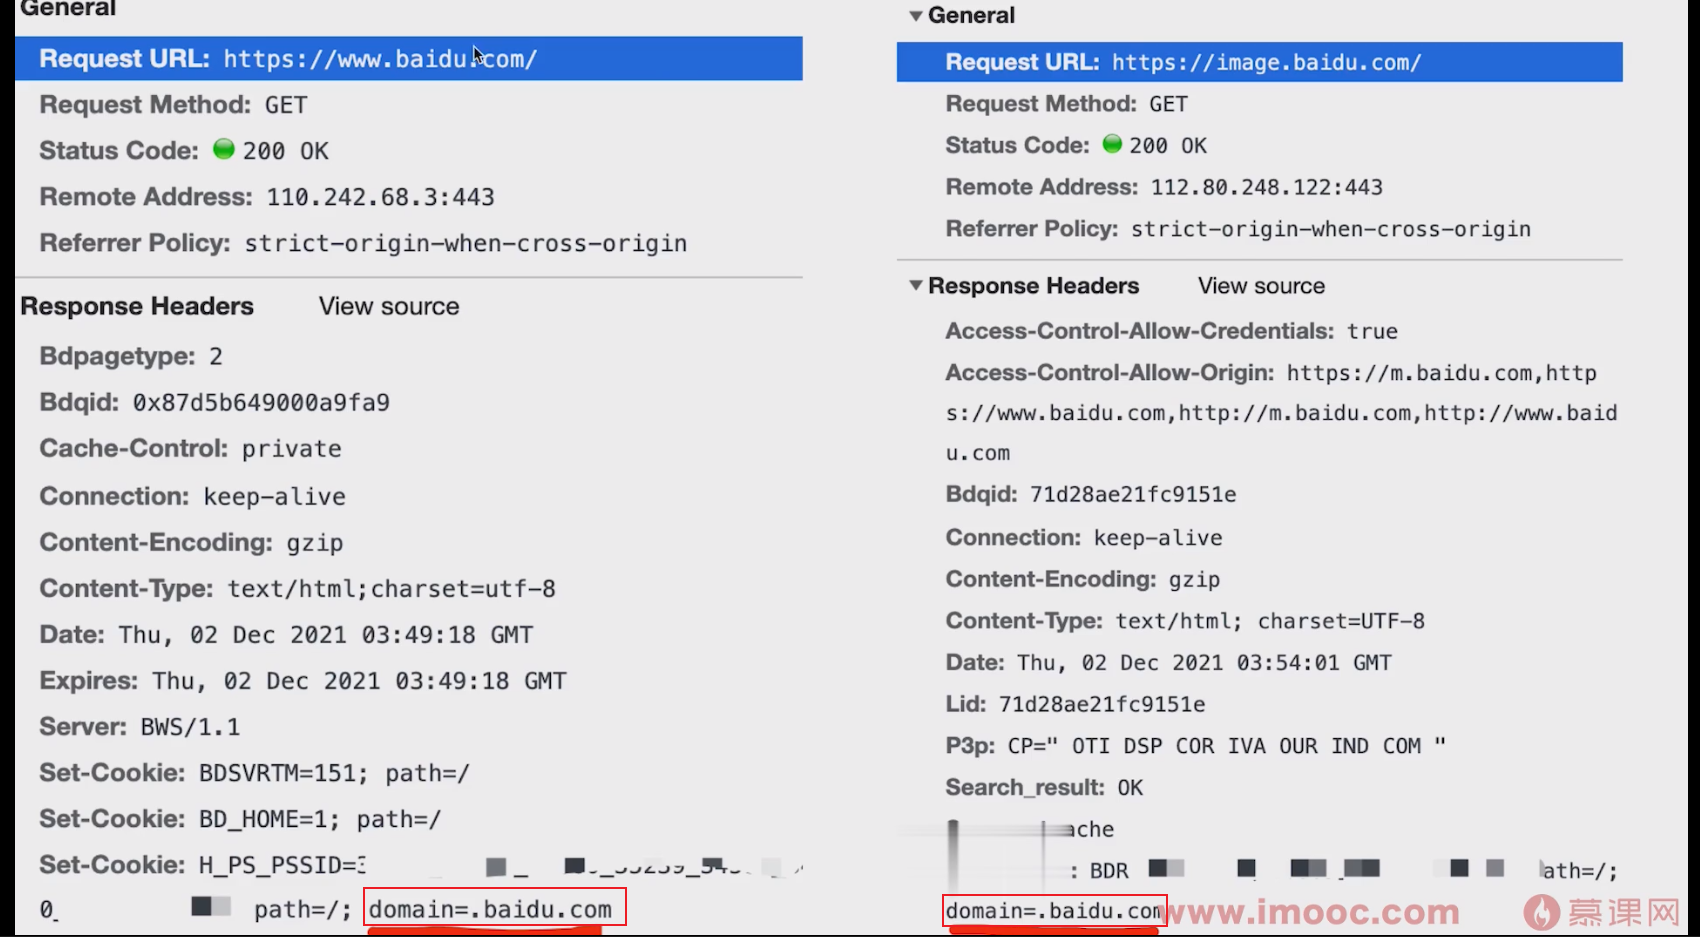 General
Request URL: https://www.baidu.com/
Request Method: GET
Status Code: 200 OK
Remote Address: 110.242.68.3:443
Referrer Policy: strict-origin-when-cross-origin
Response Headers View source
Bdpagetype: 2
Bdqid: 0x87d5b649000a9fa9
Cache-Control: private
Connection: keep-alive
Content-Encoding: gzip
Content-Type: text/html;charset=utf-8
Date: Thu, 02 Dec 2021 03:49:18 GMT
Expires: Thu, 02 Dec 2021 03:49:18 GMT
Server: BWS/1.1
Set-Cookie: BDSVRTM=151; path=/
Set-Cookie: BD_HOME=1; path=/
Set-Cookie: H_PS_PSSID=
0_ path=/; domain=.baidu.com
General
Request URL: https://image.baidu.com/
Request Method: GET
Status Code: 200 OK
Remote Address: 112.80.248.122:443
Referrer Policy: strict-origin-when-cross-origin
Response Headers View source
Access-Control-Allow-Credentials: true
Access-Control-Allow-Origin: https://m.baidu.com,http
s://www.baidu.com,http://m.baidu.com,http://www.baid
u.com
Bdqid: 71d28ae21fc9151e
Connection: keep-alive
Content-Encoding: gzip
Content-Type: text/html; charset=UTF-8
Date: Thu, 02 Dec 2021 03:54:01 GMT
Lid: 71d28ae21fc9151e
P3p: CP=" OTI DSP COR IVA OUR IND COM "
Search_result: OK
ache
: BDR ath=/;
domain=.baidu.com
www.imooc.com 慕课网